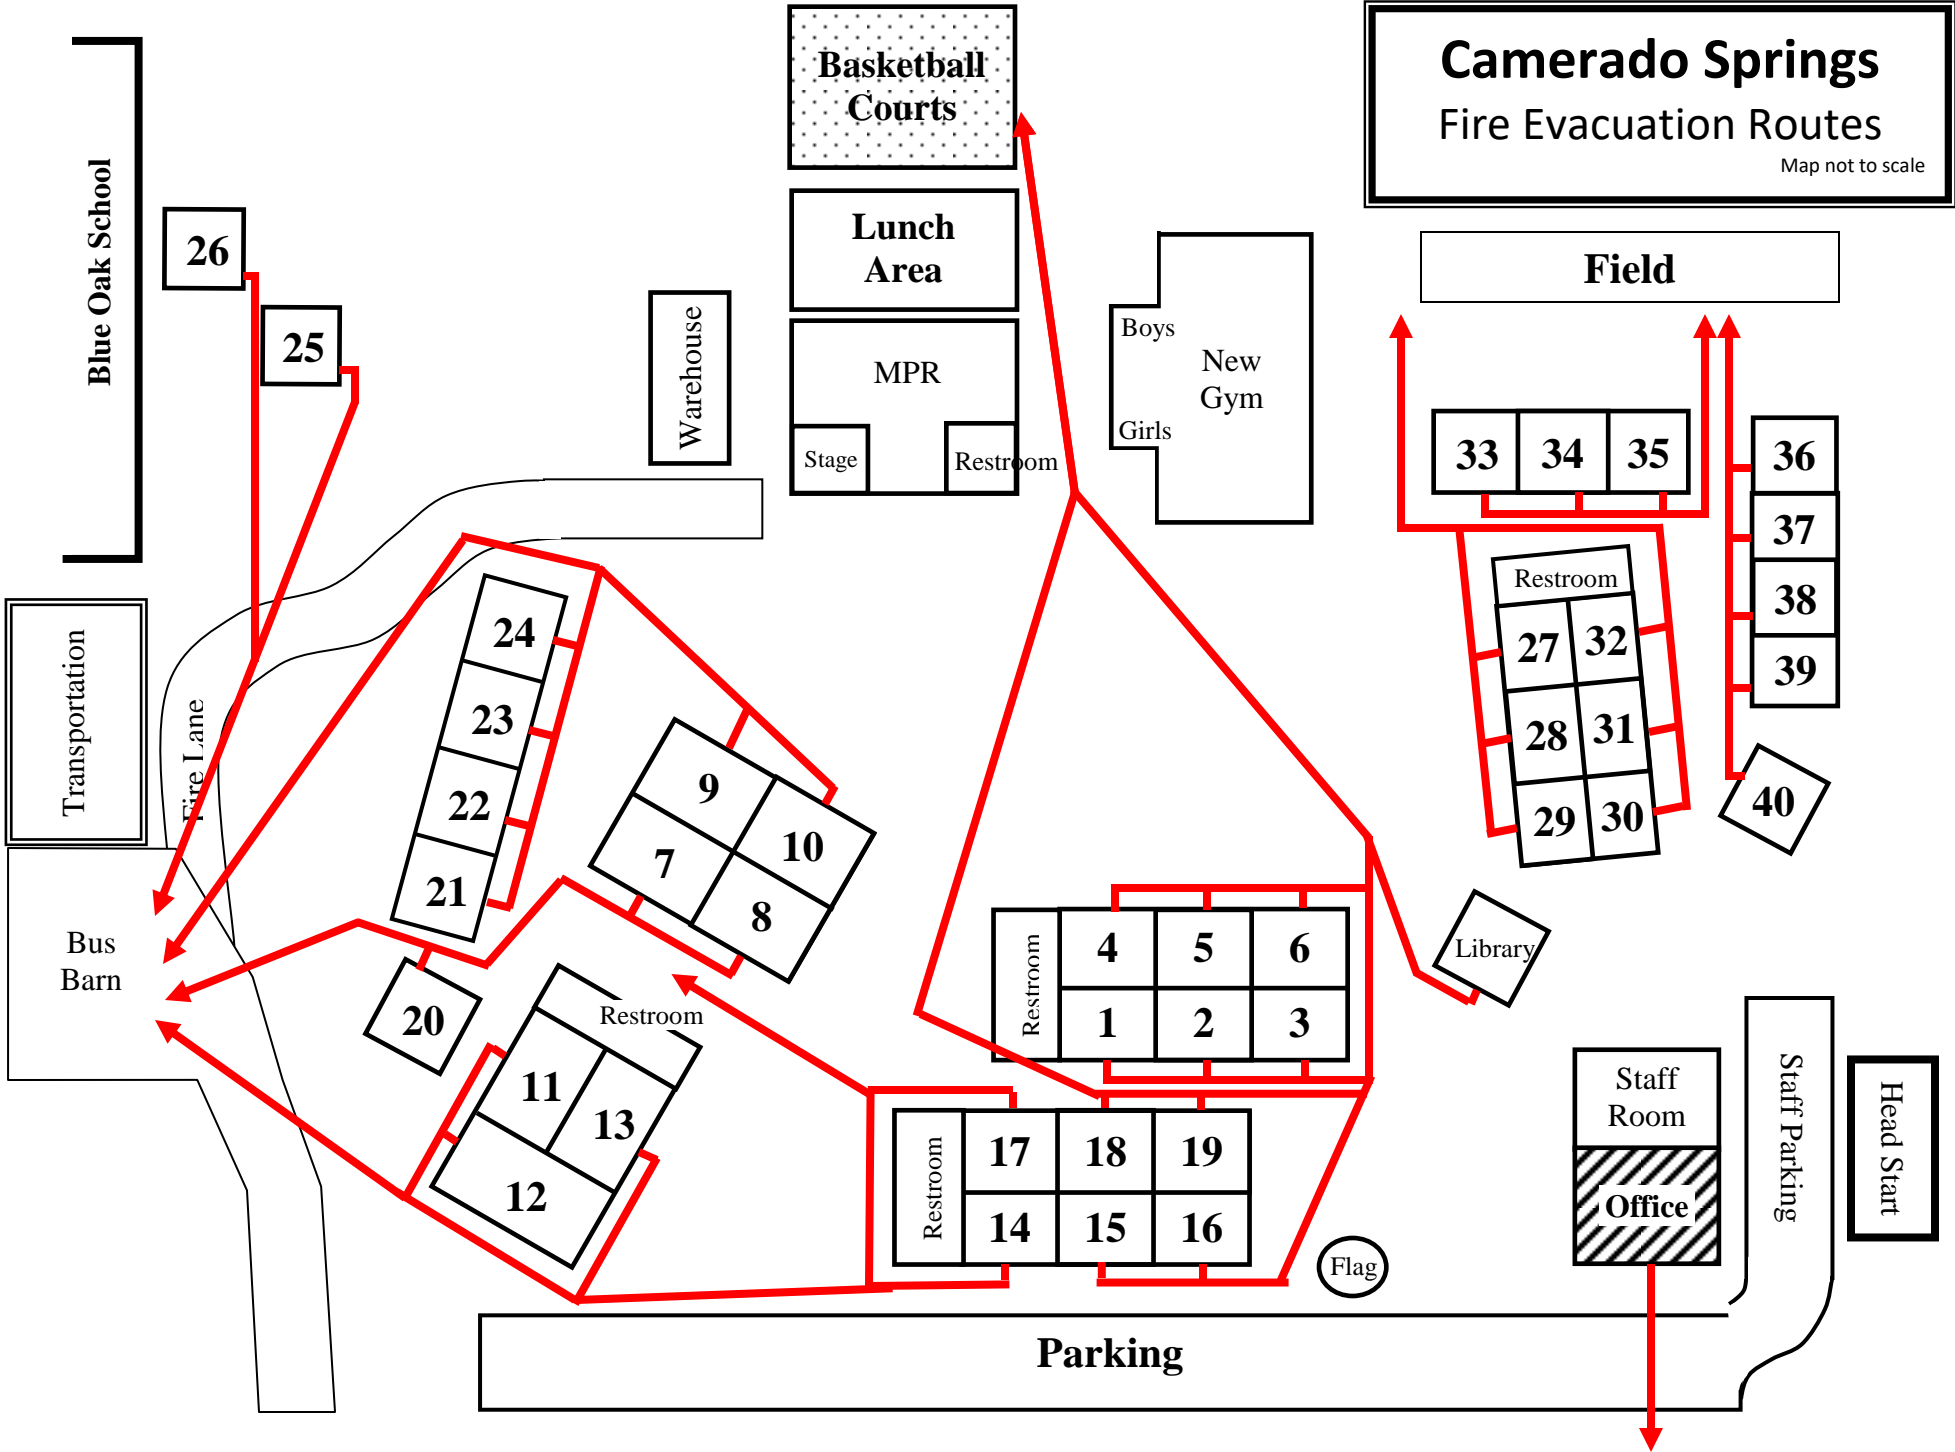 Camerado Springs
Fire Evacuation Routes
Map not to scale
Basketball
Courts
Lunch
Area
MPR
Stage
Restroom
Warehouse
Boys
Girls
New
Gym
Field
Blue Oak School
26
25
Transportation
Fire Lane
Bus
Barn
24
23
22
21
20
9
10
7
8
Restroom
11
13
12
Restroom
4
5
6
1
2
3
Restroom
17
18
19
14
15
16
33
34
35
36
37
38
39
40
Restroom
27
32
28
31
29
30
Library
Staff
Room
Office
Staff Parking
Head Start
Flag
Parking